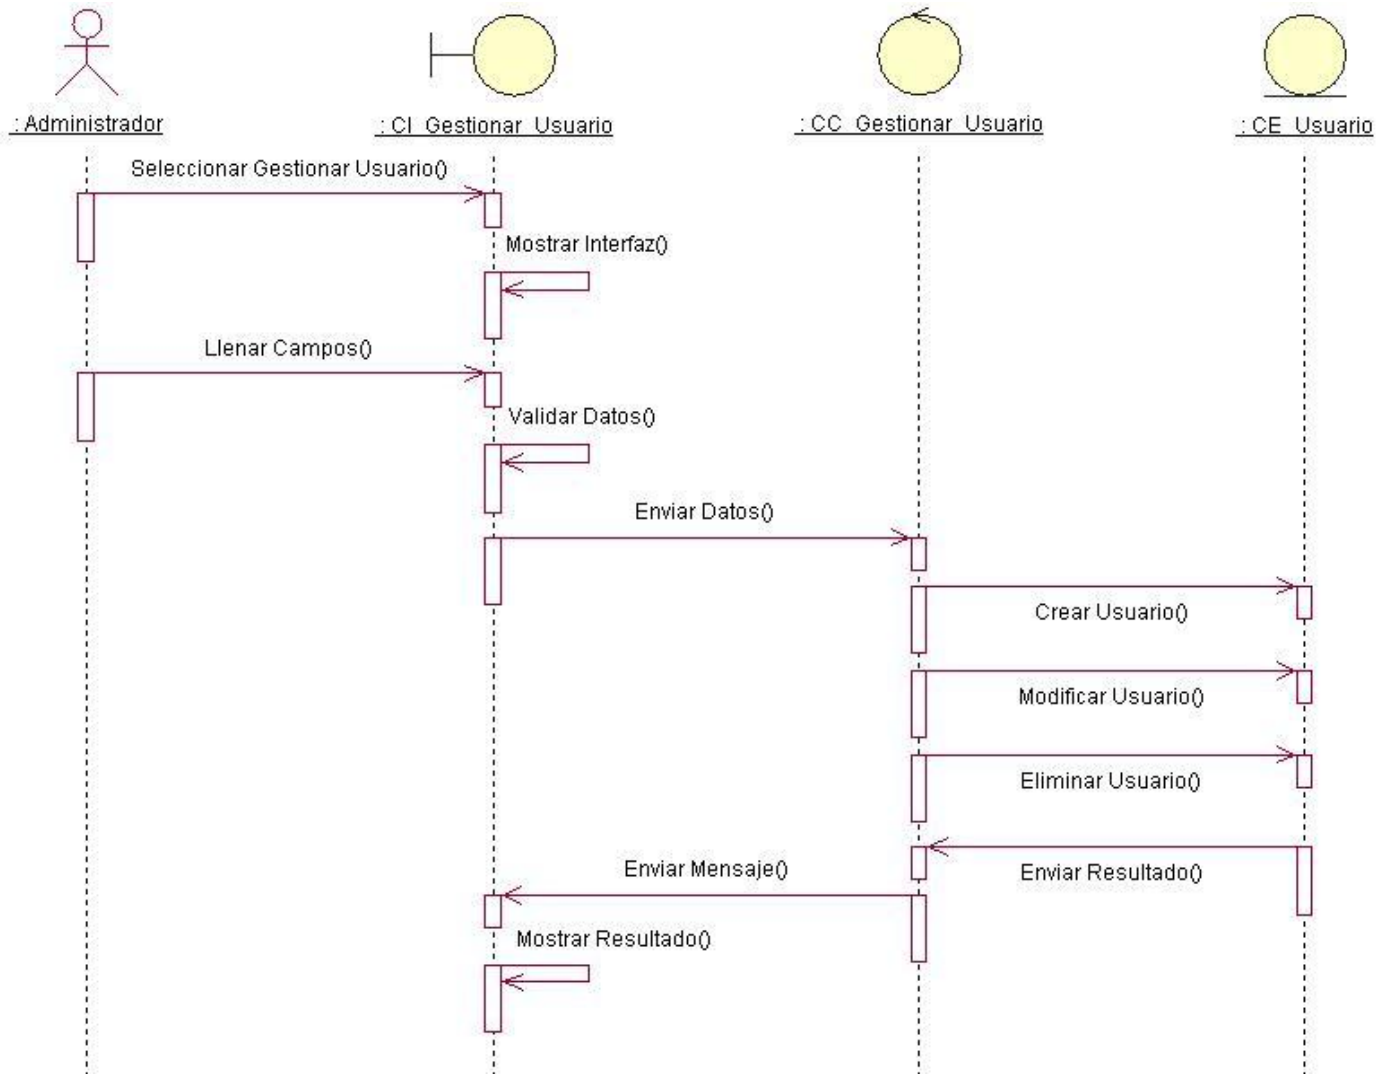 : Administrador
: CI_Gestionar_Usuario
: CC_Gestionar_Usuario
: CE_Usuario
Seleccionar Gestionar Usuario()
Mostrar Interfaz()
Llenar Campos()
Validar Datos()
Enviar Datos()
Crear Usuario()
Modificar Usuario()
Eliminar Usuario()
Enviar Resultado()
Enviar Mensaje()
Mostrar Resultado()